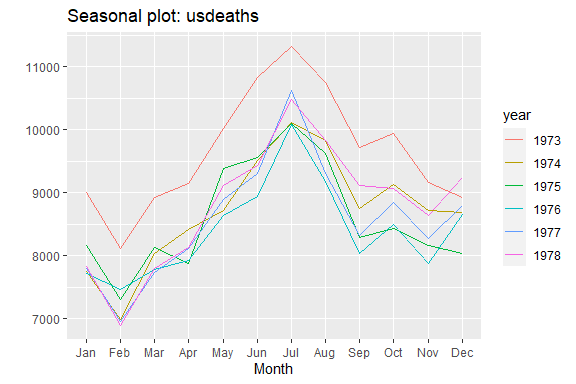 Seasonal plot: usdeaths
11000
10000
9000
8000
7000
Jan Feb Mar Apr May Jun Jul Aug Sep Oct Nov Dec
Month
year
1973
1974
1975
1976
1977
1978